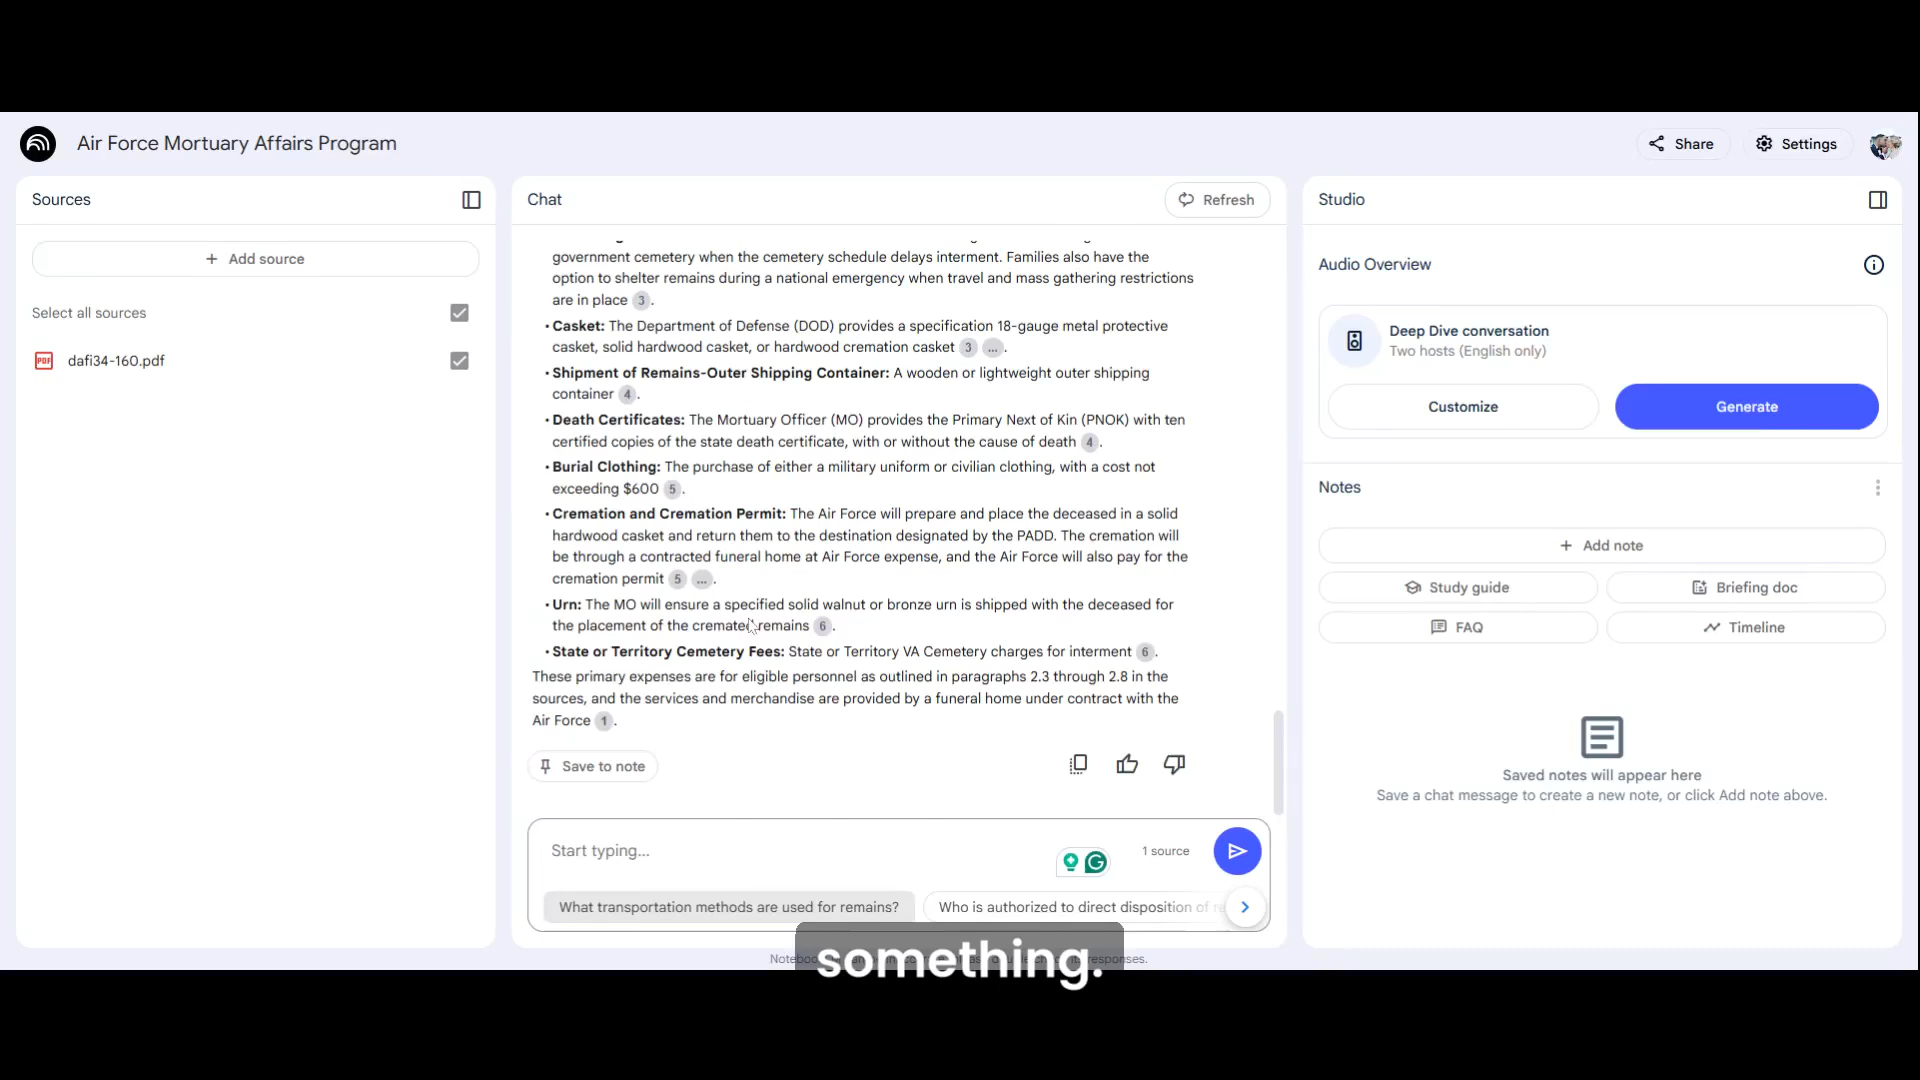 Air Force Mortuary Affairs Program
Share
Settings
Sources
Add source
Select all sources
PDF
dafi34-160.pdf
Chat
Refresh
government cemetery when the cemetery schedule delays interment. Families also have the
option to shelter remains during a national emergency when travel and mass gathering restrictions
are in place 3.
• Casket: The Department of Defense (DOD) provides a specification 18-gauge metal protective
casket, solid hardwood casket, or hardwood cremation casket 3 ... .
• Shipment of Remains-Outer Shipping Container: A wooden or lightweight outer shipping
container 4.
• Death Certificates: The Mortuary Officer (MO) provides the Primary Next of Kin (PNOK) with ten
certified copies of the state death certificate, with or without the cause of death 4.
• Burial Clothing: The purchase of either a military uniform or civilian clothing, with a cost not
exceeding $600 5.
• Cremation and Cremation Permit: The Air Force will prepare and place the deceased in a solid
hardwood casket and return them to the destination designated by the PADD. The cremation will
be through a contracted funeral home at Air Force expense, and the Air Force will also pay for the
cremation permit 5 ... .
• Urn: The MO will ensure a specified solid walnut or bronze urn is shipped with the deceased for
the placement of the cremated remains 6.
• State or Territory Cemetery Fees: State or Territory VA Cemetery charges for interment 6.
These primary expenses are for eligible personnel as outlined in paragraphs 2.3 through 2.8 in the
sources, and the services and merchandise are provided by a funeral home under contract with the
Air Force 1.
Save to note
Start typing...
1 source
What transportation methods are used for remains?
Who is authorized to direct disposition of
responses.
something.
Studio
Audio Overview
Deep Dive conversation
Two hosts (English only)
Customize
Generate
Notes
Add note
Study guide
Briefing doc
FAQ
Timeline
Saved notes will appear here
Save a chat message to create a new note, or click Add note above.